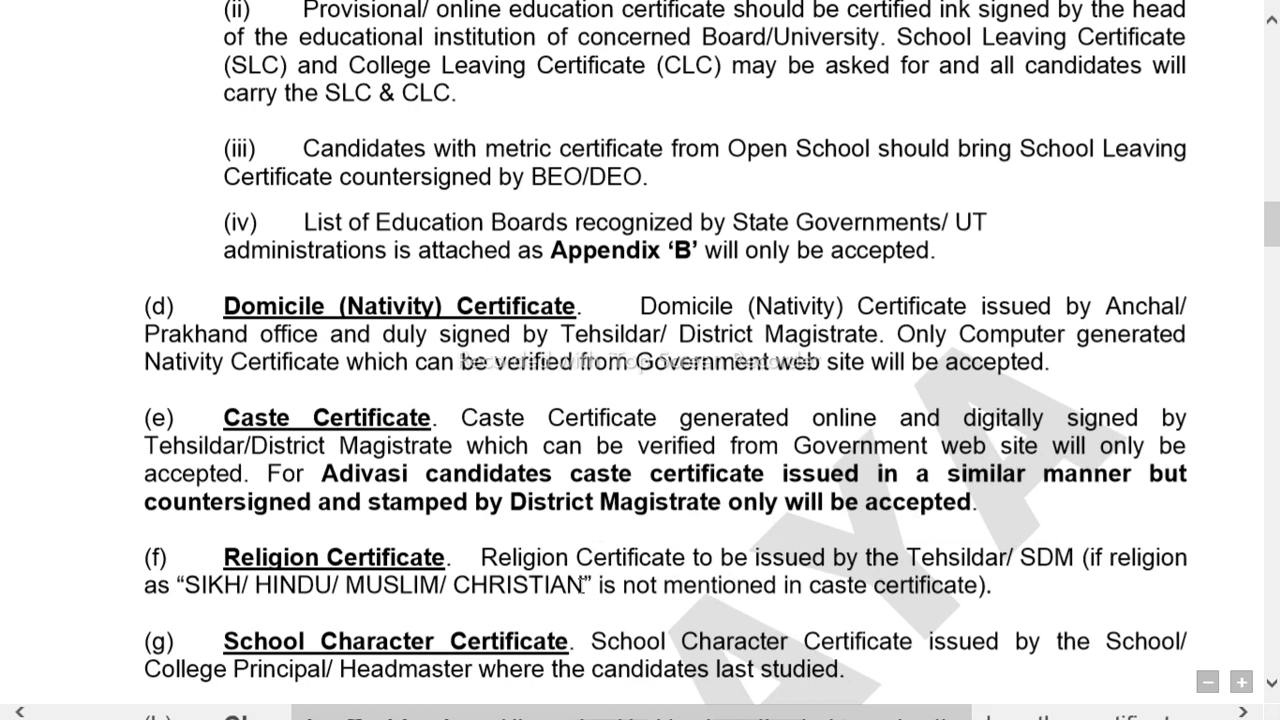 (ii) Provisional/ online education certificate should be certified ink signed by the head
of the educational institution of concerned Board/University. School Leaving Certificate
(SLC) and College Leaving Certificate (CLC) may be asked for and all candidates will
carry the SLC & CLC.
(iii) Candidates with metric certificate from Open School should bring School Leaving
Certificate countersigned by BEO/DEO.
(iv) List of Education Boards recognized by State Governments/ UT
administrations is attached as Appendix ‘B’ will only be accepted.
(d) Domicile (Nativity) Certificate. Domicile (Nativity) Certificate issued by Anchal/
Prakhand office and duly signed by Tehsildar/ District Magistrate. Only Computer generated
Nativity Certificate which can be verified from Government web site will be accepted.
(e) Caste Certificate. Caste Certificate generated online and digitally signed by
Tehsildar/District Magistrate which can be verified from Government web site will only be
accepted. For Adivasi candidates caste certificate issued in a similar manner but
countersigned and stamped by District Magistrate only will be accepted.
(f) Religion Certificate. Religion Certificate to be issued by the Tehsildar/ SDM (if religion
as “SIKH/ HINDU/ MUSLIM/ CHRISTIAN” is not mentioned in caste certificate).
(g) School Character Certificate. School Character Certificate issued by the School/
College Principal/ Headmaster where the candidates last studied.